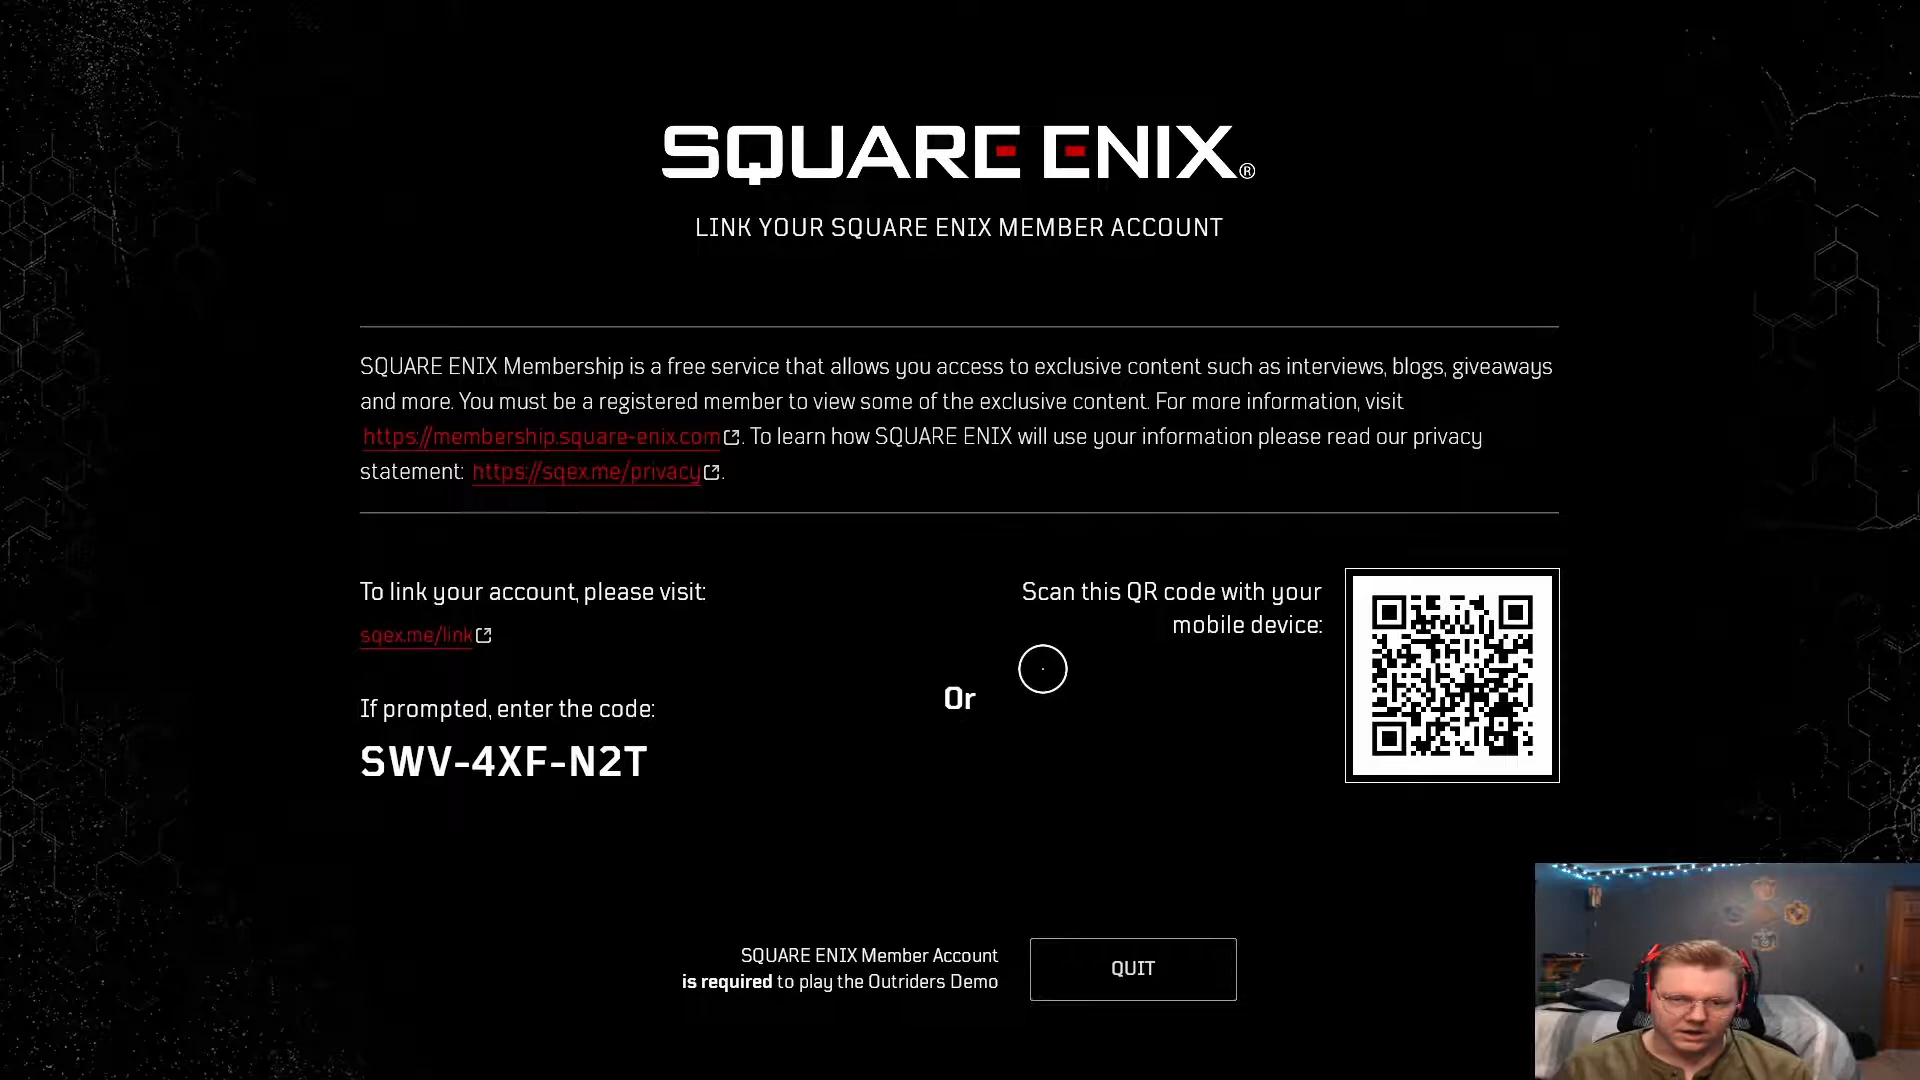 SQUARE ENIX®
LINK YOUR SQUARE ENIX MEMBER ACCOUNT
SQUARE ENIX Membership is a free service that allows you access to exclusive content such as interviews, blogs, giveaways
and more. You must be a registered member to view some of the exclusive content. For more information, visit
https://membership.square-enix.com. To learn how SQUARE ENIX will use your information please read our privacy
statement: https://sqex.me/privacy.
To link your account, please visit:
sqex.me/link
If prompted, enter the code:
SWV-4XF-N2T
Or
Scan this QR code with your
mobile device:
SQUARE ENIX Member Account
is required to play the Outriders Demo
QUIT